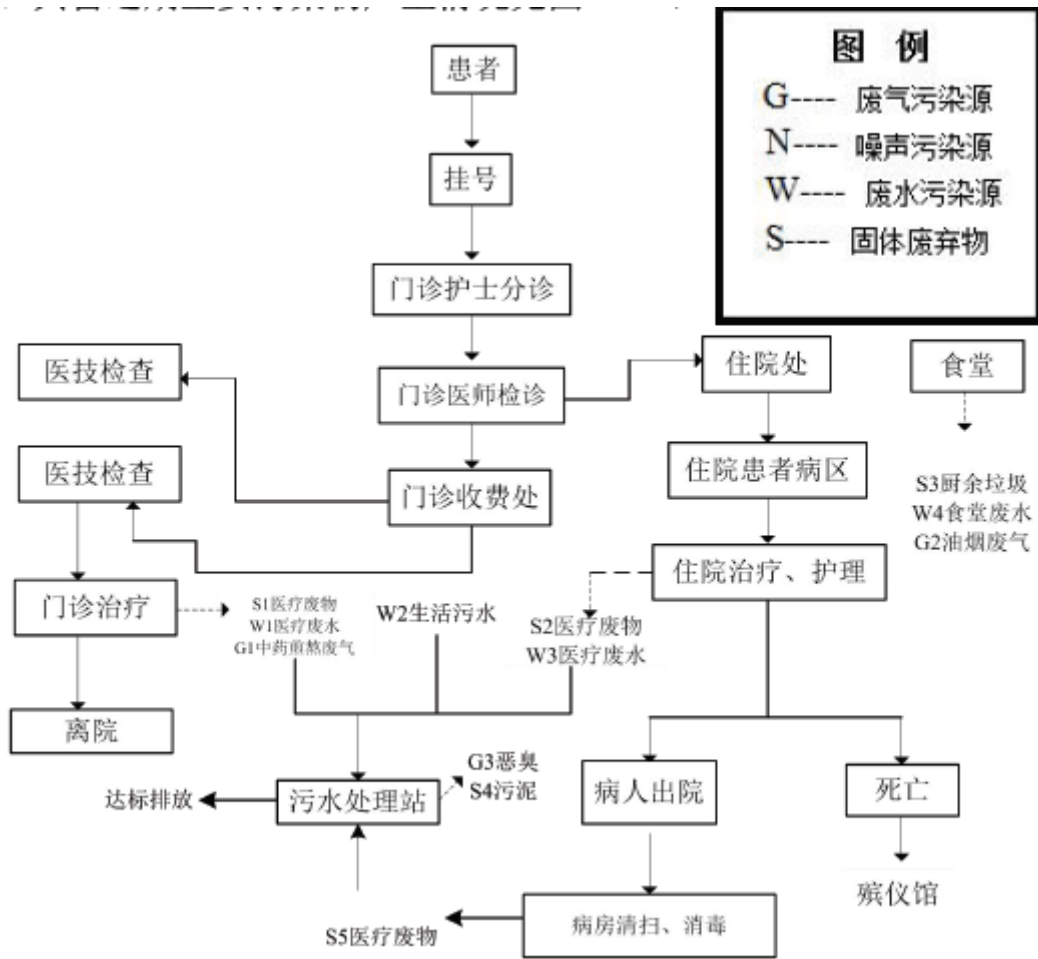 患者
图 例
G---- 废气污染源
N---- 噪声污染源
W---- 废水污染源
S---- 固体废弃物
挂号
门诊护士分诊
医技检查
门诊医师检诊
住院处
食堂
医技检查
门诊收费处
住院患者病区
S3厨余垃圾
W4食堂废水
G2油烟废气
门诊治疗
S1医疗废物
W1医疗废水
G1中药煎熬废气
W2生活污水
住院治疗、护理
S2医疗废物
W3医疗废水
离院
G3恶臭
S4污泥
达标排放
污水处理站
病人出院
死亡
殡仪馆
S5医疗废物
病房清扫、消毒